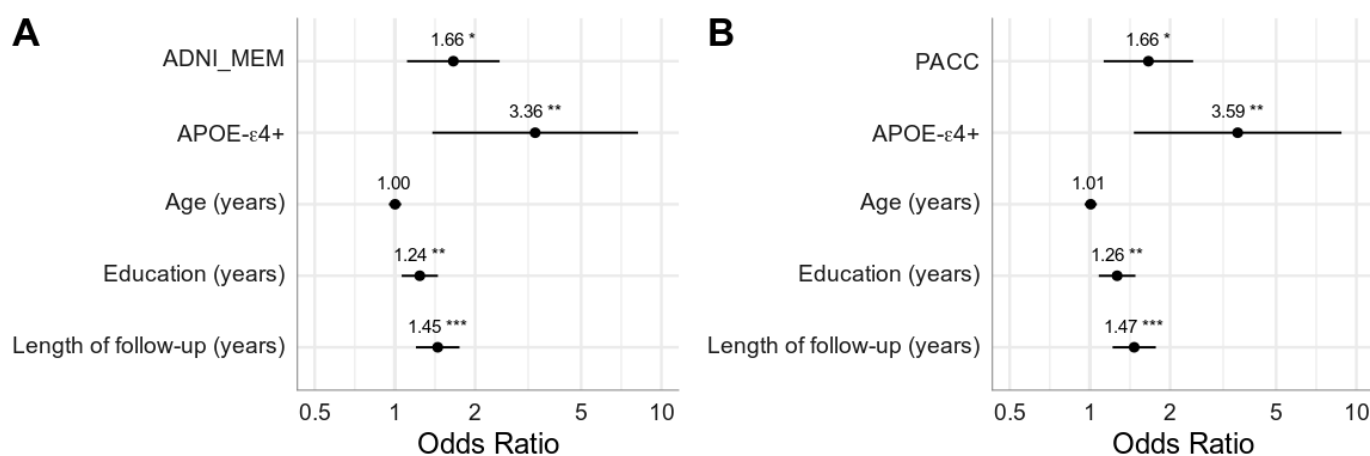 A
ADNI_MEM
1.66 *
APOE-ε4+
3.36 **
Age (years)
1.00
Education (years)
1.24 **
Length of follow-up (years)
1.45 ***
0.5 1 2 5 10
Odds Ratio
B
PACC
1.66 *
APOE-ε4+
3.59 **
Age (years)
1.01
Education (years)
1.26 **
Length of follow-up (years)
1.47 ***
0.5 1 2 5 10
Odds Ratio